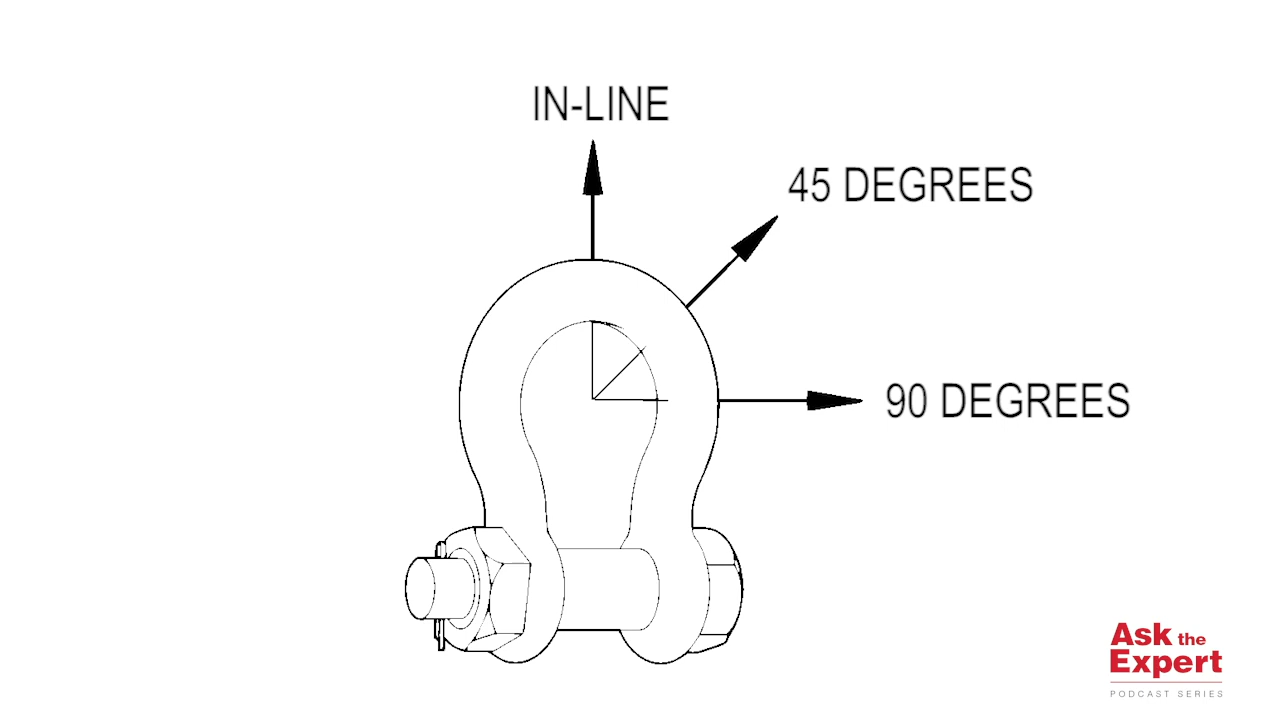 IN-LINE
45 DEGREES
90 DEGREES
Ask the
Expert
PODCAST SERIES